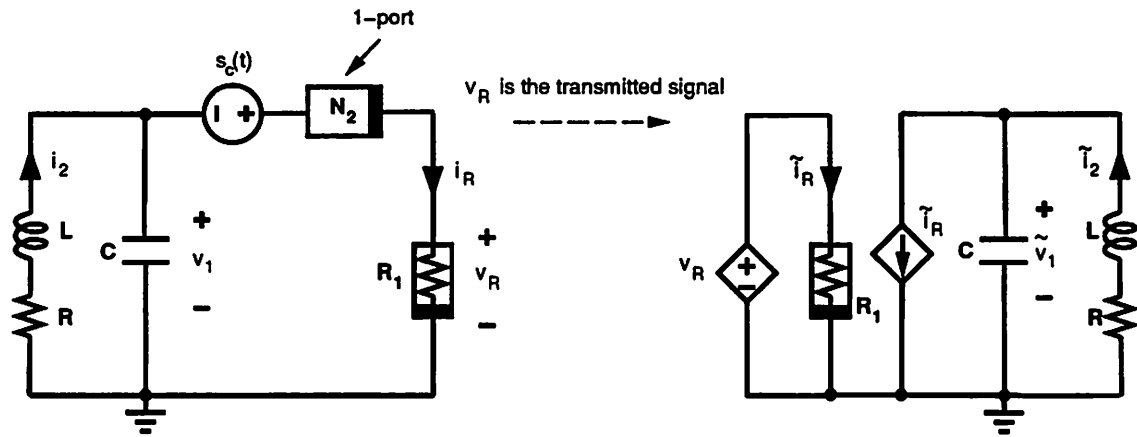 1-port
s_c(t)
N_2
v_R is the transmitted signal
i_2
L
R
C
+
v_1
−
+
i_R
R_1
+
v_R
−
v_R
+
−
ĩ_R
R_1
ĩ_R
C
+
ṽ_1
−
ĩ_2
L
R